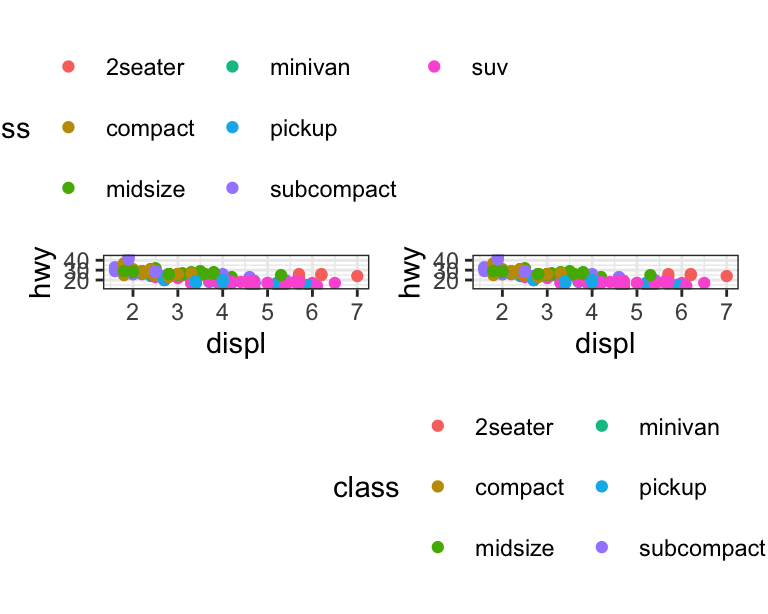 2seater minivan suv
ss compact pickup
midsize subcompact
hwy 40 30 20 hwy 40 30 20
2 3 4 5 6 7 2 3 4 5 6 7
displ displ
2seater minivan
class compact pickup
midsize subcompact